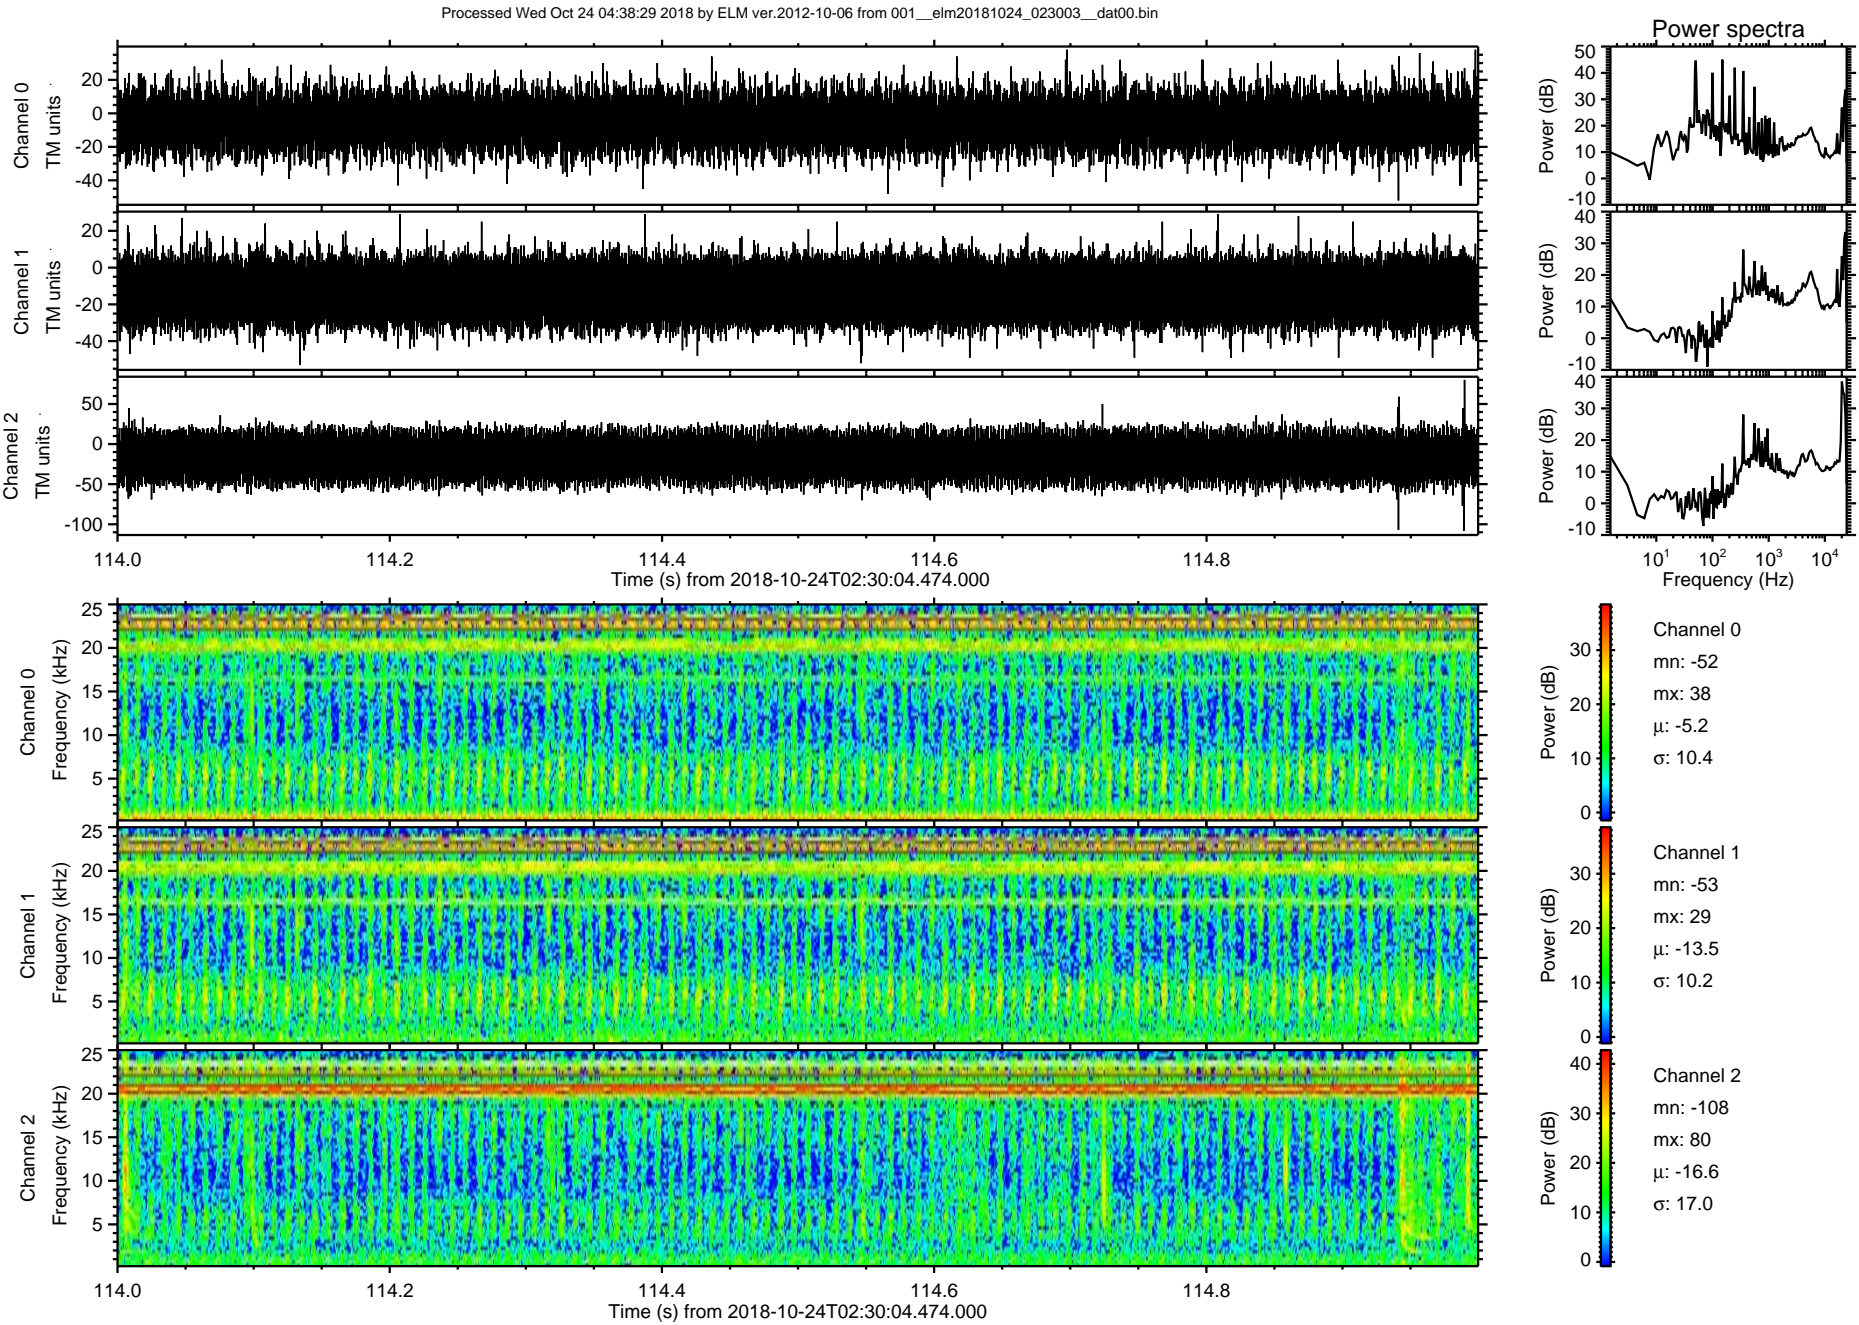 Processed Wed Oct 24 04:38:29 2018 by ELM ver.2012-10-06 from 001__elm20181024_023003__dat00.bin
Power spectra
Channel 0
TM units
20
0
-20
-40
Power (dB)
50
40
30
20
10
0
-10
Channel 1
TM units
20
0
-20
-40
Power (dB)
40
30
20
10
0
-10
Channel 2
TM units
50
0
-50
-100
Power (dB)
40
30
20
10
0
-10
114.0 114.2 114.4 114.6 114.8
Time (s) from 2018-10-24T02:30:04.474.000
10¹ 10² 10³ 10⁴
Frequency (Hz)
Channel 0
Frequency (kHz)
25
20
15
10
5
Power (dB)
30
20
10
0
Channel 0
mn: -52
mx: 38
μ: -5.2
σ: 10.4
Channel 1
Frequency (kHz)
25
20
15
10
5
Power (dB)
30
20
10
0
Channel 1
mn: -53
mx: 29
μ: -13.5
σ: 10.2
Channel 2
Frequency (kHz)
25
20
15
10
5
Power (dB)
40
30
20
10
0
Channel 2
mn: -108
mx: 80
μ: -16.6
σ: 17.0
114.0 114.2 114.4 114.6 114.8
Time (s) from 2018-10-24T02:30:04.474.000